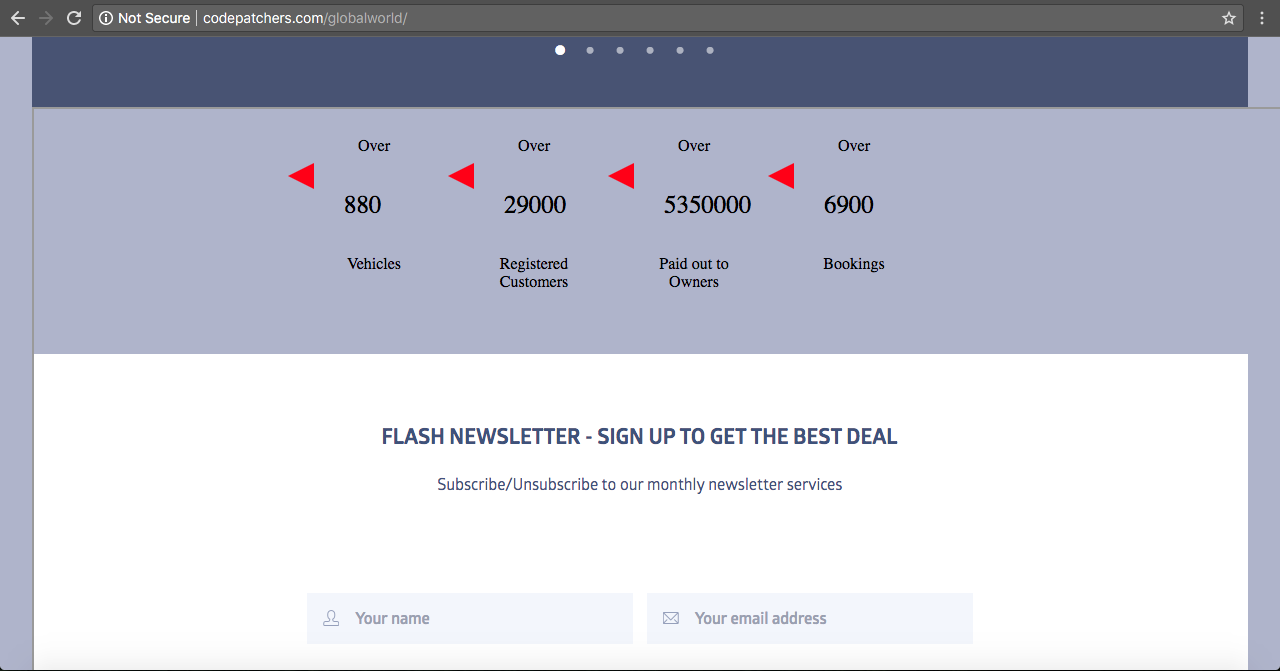 Not Secure | codepatchers.com/globalworld/
Over Over Over Over
880 29000 5350000 6900
Vehicles Registered Customers Paid out to Owners Bookings
FLASH NEWSLETTER - SIGN UP TO GET THE BEST DEAL
Subscribe/Unsubscribe to our monthly newsletter services
Your name Your email address